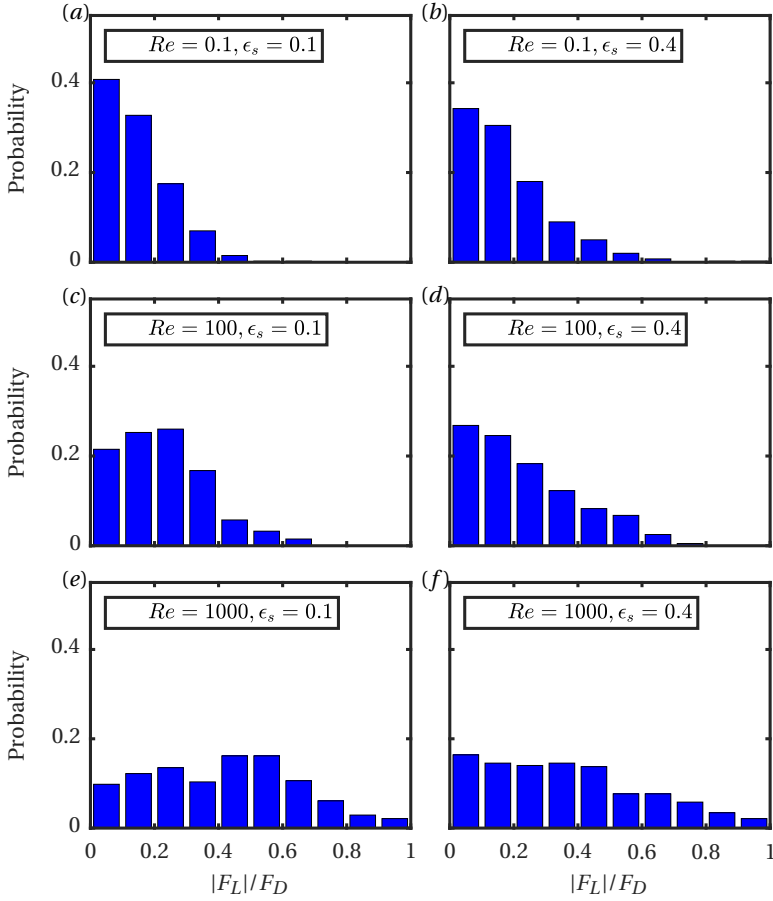 (a)
Re = 0.1, ϵs = 0.1
(b)
Re = 0.1, ϵs = 0.4
0.4
0.2
0
Probability
(c)
Re = 100, ϵs = 0.1
(d)
Re = 100, ϵs = 0.4
0.4
0.2
0
Probability
(e)
Re = 1000, ϵs = 0.1
(f)
Re = 1000, ϵs = 0.4
0.4
0.2
0
Probability
0 0.2 0.4 0.6 0.8 1
0 0.2 0.4 0.6 0.8 1
|FL|/FD
|FL|/FD